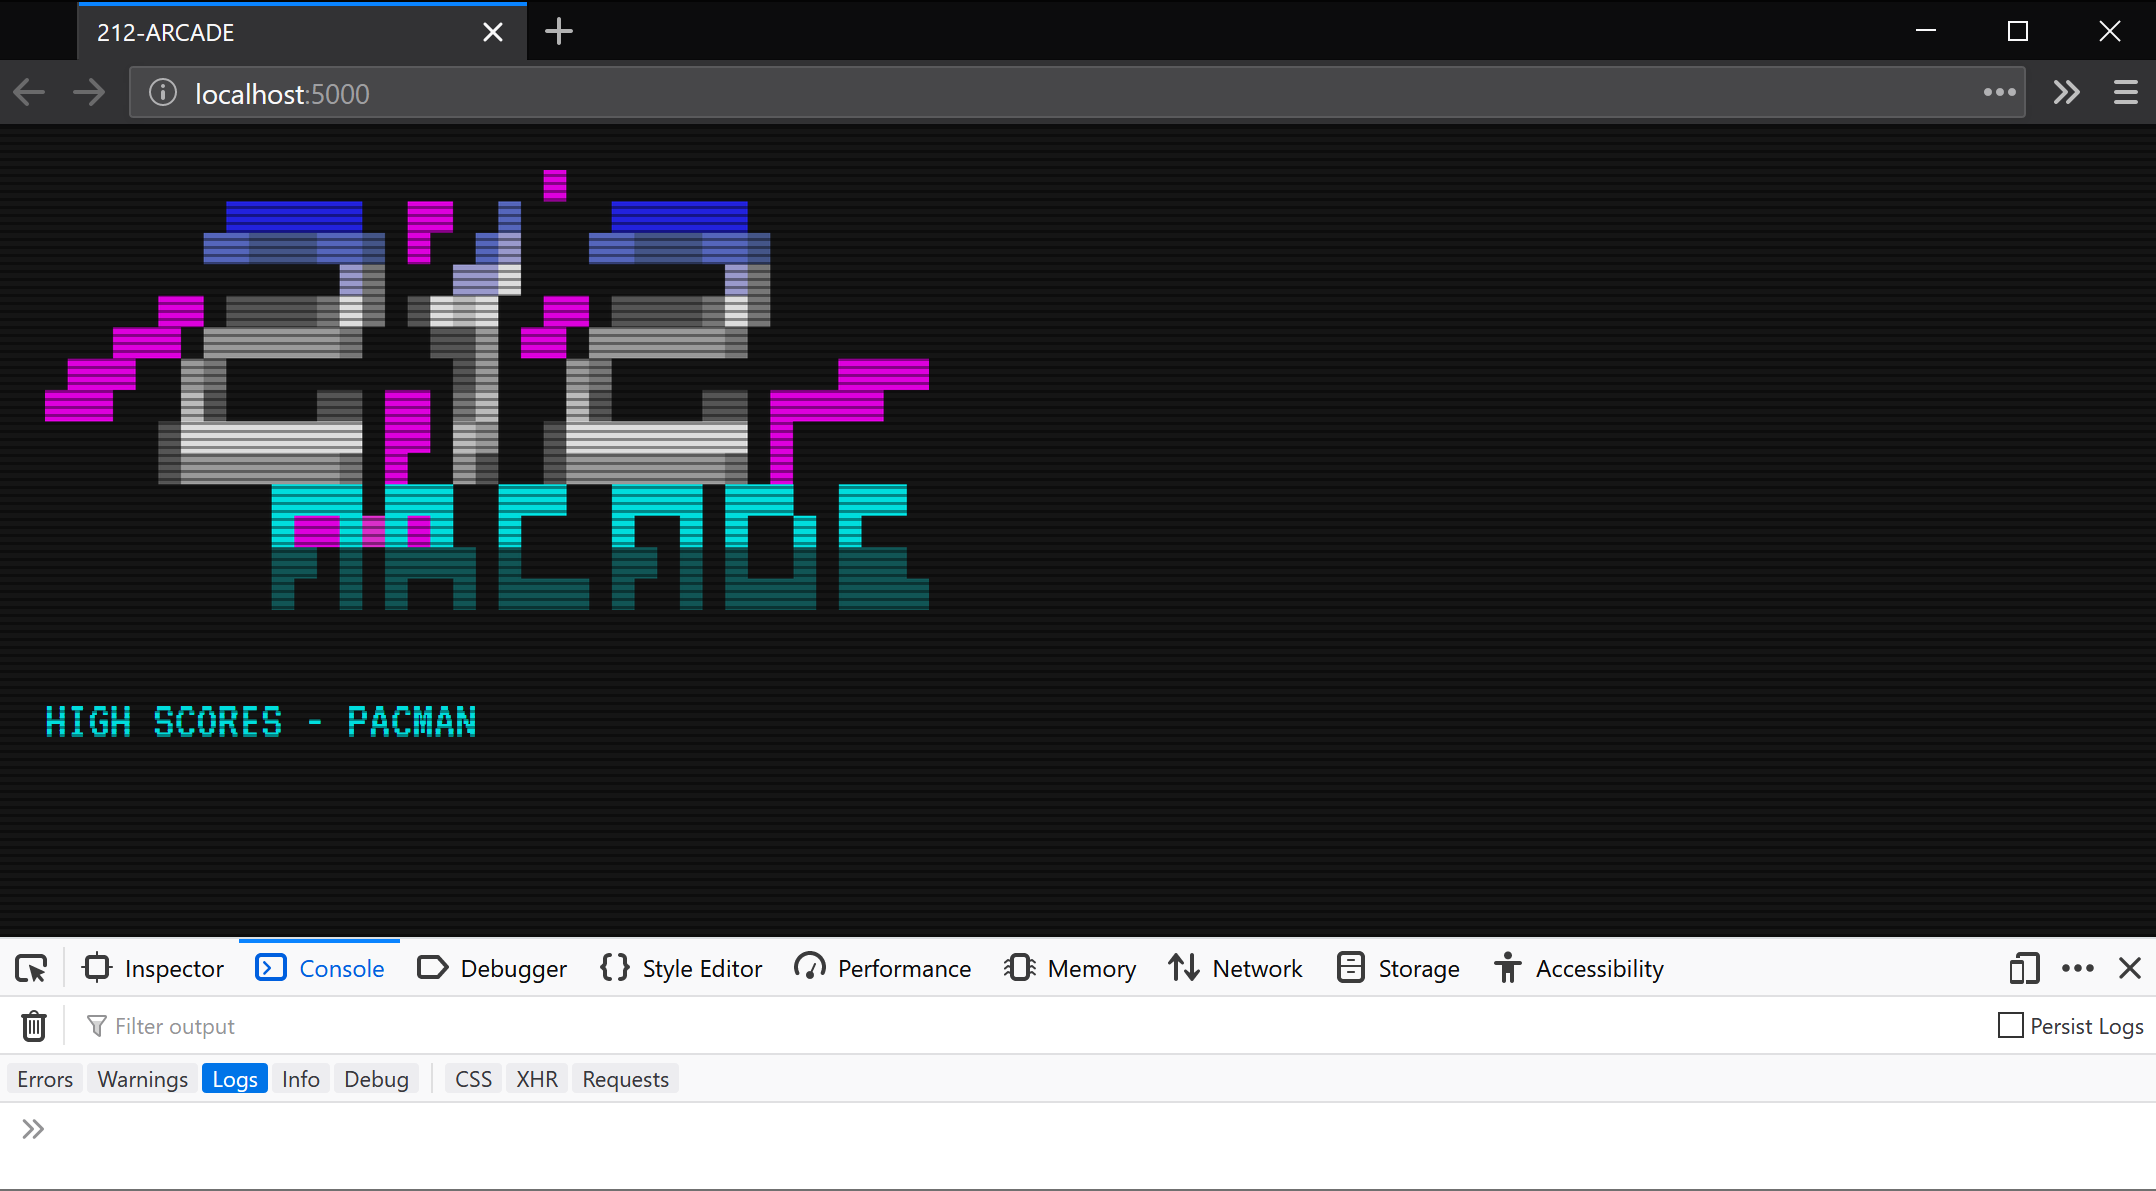 212-ARCADE
localhost:5000
212
ARCADE
HIGH SCORES - PACMAN
Inspector Console Debugger Style Editor Performance Memory Network Storage Accessibility
Filter output Persist Logs
Errors Warnings Logs Info Debug CSS XHR Requests